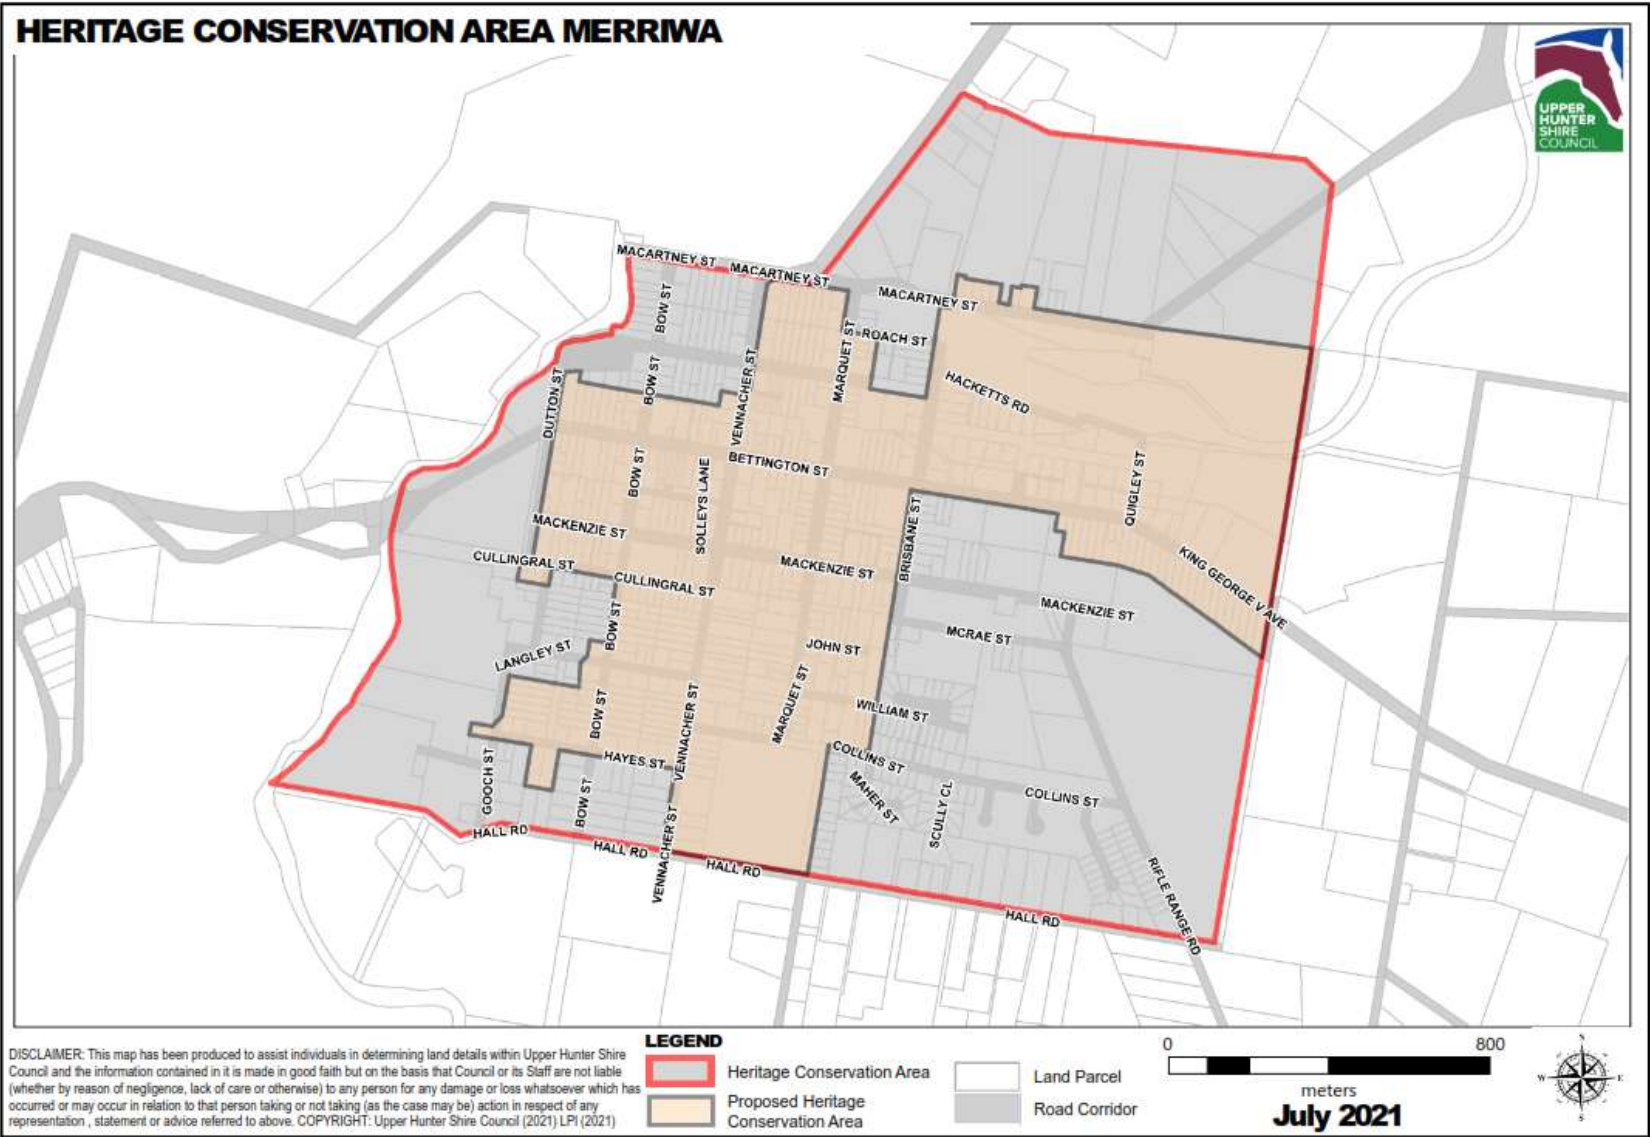 HERITAGE CONSERVATION AREA MERRIWA
UPPER
HUNTER
SHIRE
COUNCIL
MACARTNEY ST
MACARTNEY ST
MACARTNEY ST
BOW ST
ROACH ST
MARQUET ST
VENNACHER ST
BOW ST
DUTTON ST
HACKETTS RD
BETTINGTON ST
BOW ST
SOLLEYS LANE
QUIGLEY ST
BRISBANE ST
MACKENZIE ST
CULLINGRAL ST
CULLINGRAL ST
MACKENZIE ST
KING GEORGE V AVE
MACKENZIE ST
BOW ST
MCRAE ST
JOHN ST
LANGLEY ST
MARQUET ST
WILLIAM ST
BOW ST
VENNACHER ST
COLLINS ST
HAYES ST
GOOCH ST
BOW ST
MAHER ST
SCULLY CL
COLLINS ST
HALL RD
HALL RD
VENNACHER ST
HALL RD
RIFLE RANGE RD
HALL RD
DISCLAIMER: This map has been produced to assist individuals in determining land details within Upper Hunter Shire
Council and the information contained in it is made in good faith but on the basis that Council or its Staff are not liable
(whether by reason of negligence, lack of care or otherwise) to any person for any damage or loss whatsoever which has
occurred or may occur in relation to that person taking or not taking (as the case may be) action in respect of any
representation , statement or advice referred to above. COPYRIGHT: Upper Hunter Shire Council (2021) LPI (2021)
LEGEND
Heritage Conservation Area
Proposed Heritage
Conservation Area
Land Parcel
Road Corridor
0 800
meters
July 2021
N
W E
S